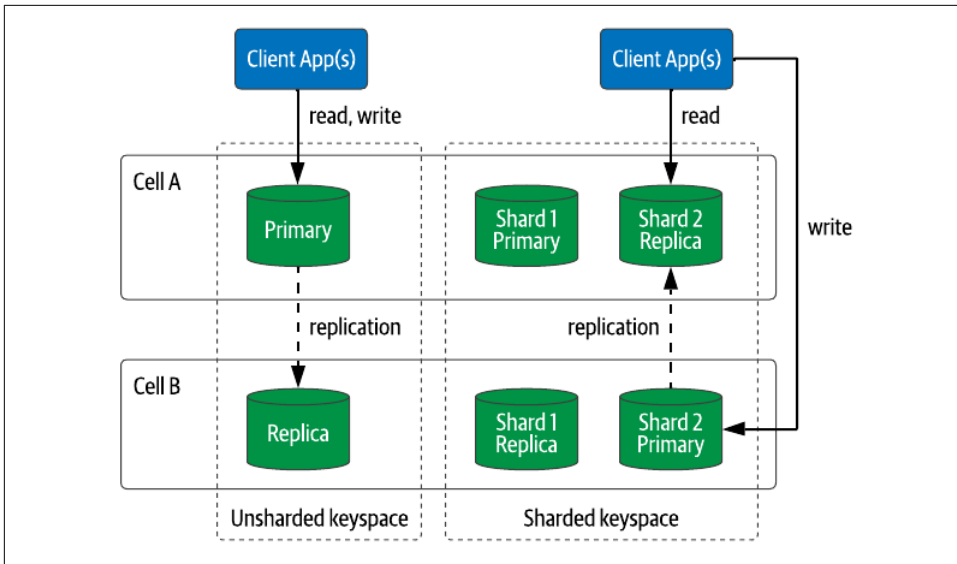 Client App(s)
Client App(s)
read, write
read
Cell A
Primary
Shard 1
Primary
Shard 2
Replica
write
replication
replication
Cell B
Replica
Shard 1
Replica
Shard 2
Primary
Unsharded keyspace
Sharded keyspace